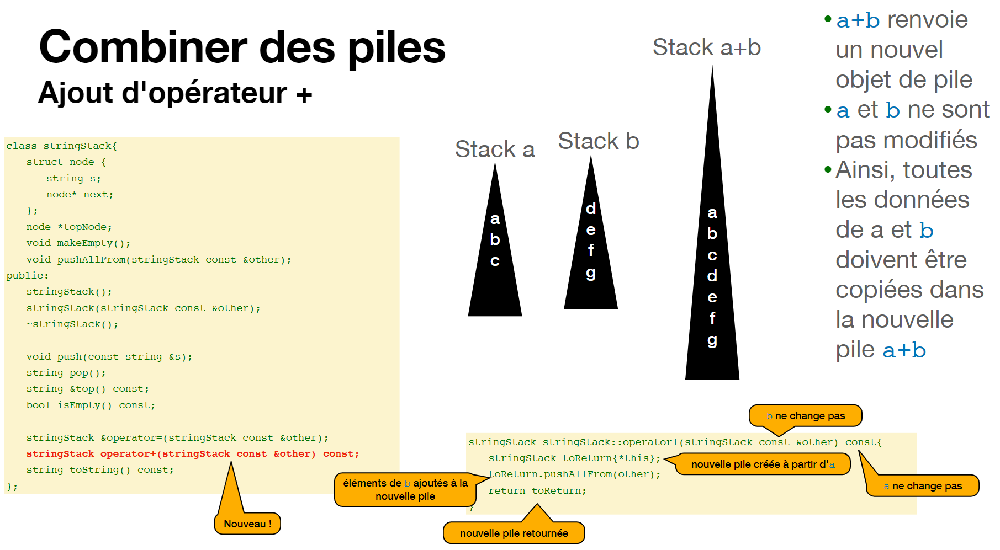 Combiner des piles
Ajout d'opérateur +
class stringStack{
struct node {
string s;
node* next;
};
node *topNode;
void makeEmpty();
void pushAllFrom(stringStack const &other);
public:
stringStack();
stringStack(stringStack const &other);
~stringStack();
void push(const string &s);
string pop();
string &top() const;
bool isEmpty() const;
stringStack &operator=(stringStack const &other);
stringStack operator+(stringStack const &other) const;
string toString() const;
};
Nouveau !
Stack a
a
b
c
Stack b
d
e
f
g
Stack a+b
a
b
c
d
e
f
g
•a+b renvoie
un nouvel
objet de pile
•a et b ne sont
pas modifiés
•Ainsi, toutes
les données
de a et b
doivent être
copiées dans
la nouvelle
pile a+b
b ne change pas
stringStack stringStack::operator+(stringStack const &other) const{
stringStack toReturn{*this};
nouvelle pile créée à partir d'a
toReturn.pushAllFrom(other);
éléments de b ajoutés à la
nouvelle pile
a ne change pas
return toReturn;
}
nouvelle pile retournée